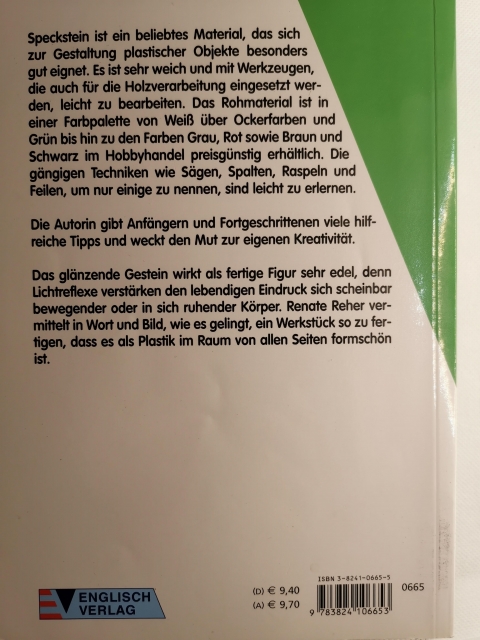 Speckstein ist ein beliebtes Material, das sich
zur Gestaltung plastischer Objekte besonders
gut eignet. Es ist sehr weich und mit Werkzeugen,
die auch für die Holzverarbeitung eingesetzt wer-
den, leicht zu bearbeiten. Das Rohmaterial ist in
einer Farbpalette von Weiß über Ockerfarben und
Grün bis hin zu den Farben Grau, Rot sowie Braun und
Schwarz im Hobbyhandel preisgünstig erhältlich. Die
gängigen Techniken wie Sägen, Spalten, Raspeln und
Feilen, um nur einige zu nennen, sind leicht zu erlernen.
Die Autorin gibt Anfängern und Fortgeschrittenen viele hilf-
reiche Tipps und weckt den Mut zur eigenen Kreativität.
Das glänzende Gestein wirkt als fertige Figur sehr edel, denn
Lichtreflexe verstärken den lebendigen Eindruck sich scheinbar
bewegender oder in sich ruhender Körper. Renate Reher ver-
mittelt in Wort und Bild, wie es gelingt, ein Werkstück so zu fer-
tigen, dass es als Plastik im Raum von allen Seiten formschön
ist.
ENGLISCH
VERLAG
(D) € 9,40
(A) € 9,70
ISBN 3-8241-0665-5
9 783824 106653
0665